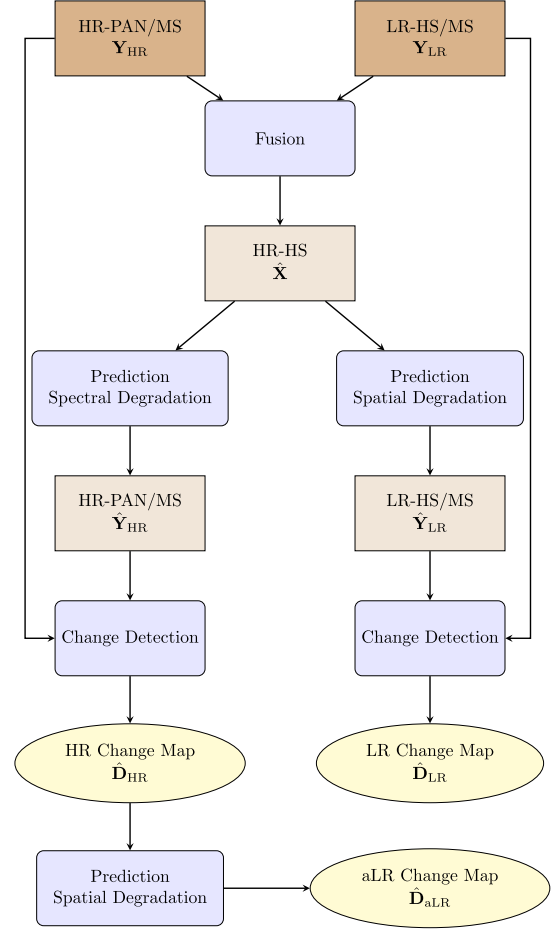 HR-PAN/MS
Y_HR
LR-HS/MS
Y_LR
Fusion
HR-HS
X̂
Prediction
Spectral Degradation
Prediction
Spatial Degradation
HR-PAN/MS
Ŷ_HR
LR-HS/MS
Ŷ_LR
Change Detection
Change Detection
HR Change Map
D̂_HR
LR Change Map
D̂_LR
Prediction
Spatial Degradation
aLR Change Map
D̂_aLR